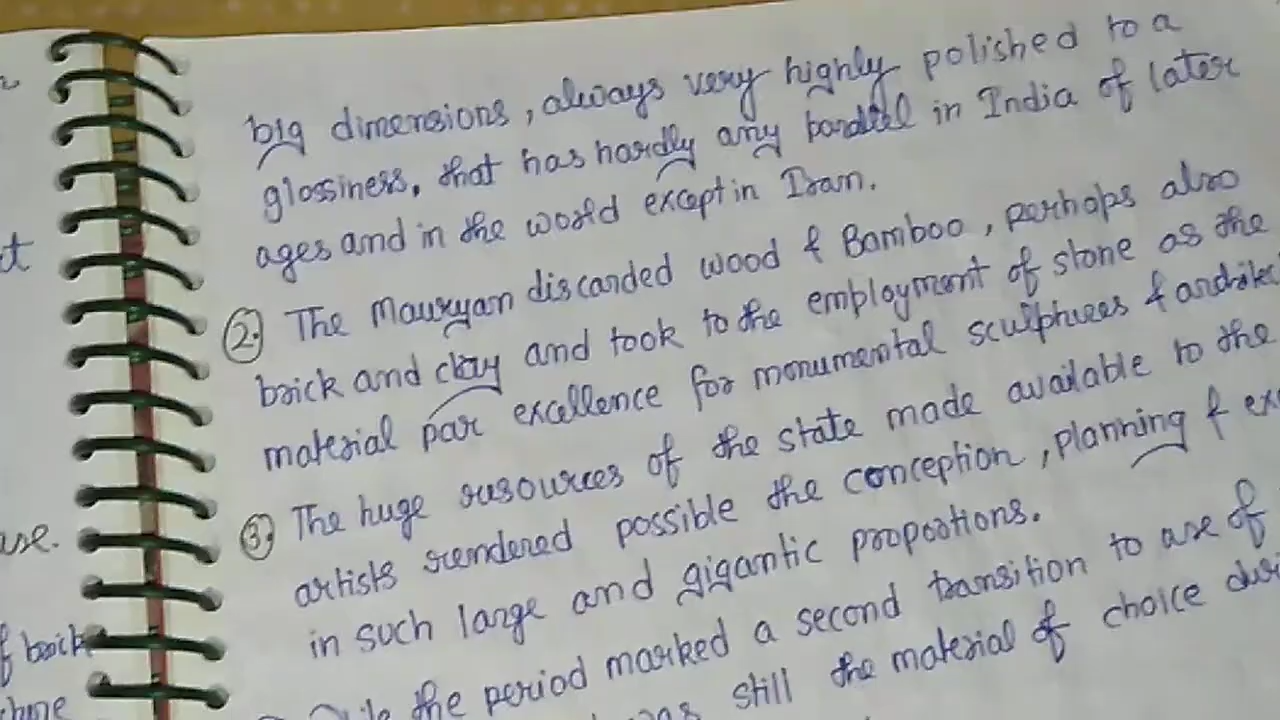 big dimensions, always very highly polished to a
glossiness, that has hardly any parallel in India of later
ages and in the world except in Iran.
②. The Mauryan discarded wood & Bamboo, perhaps also
brick and clay and took to the employment of stone as the
material par excellence for monumental sculptures &
③. The huge resources of the state made available to the
artists rendered possible the conception, planning &
in such large and gigantic proportions.
the period marked a second transition to use of
still the material of choice
use.
f brick